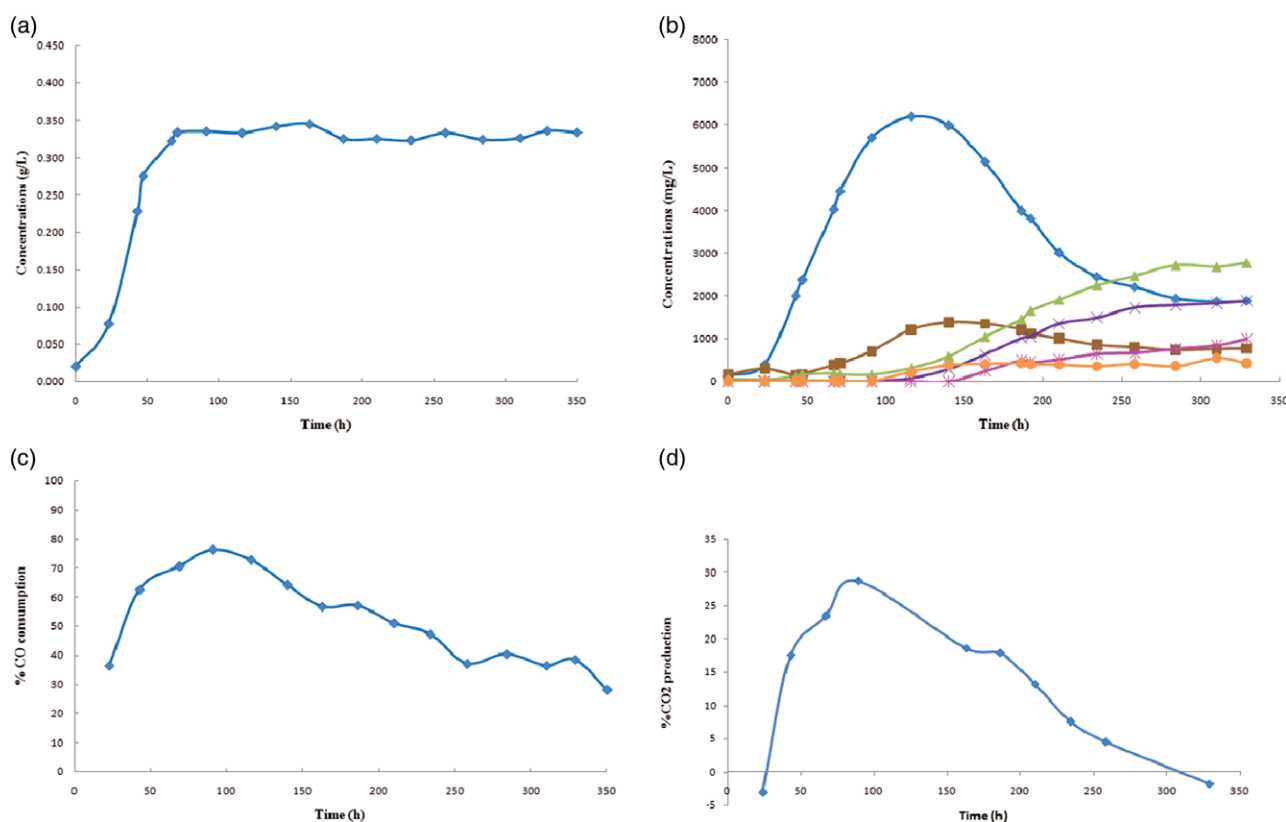 (a)
0.450
0.400
0.350
0.300
0.250
0.200
0.150
0.100
0.050
0.000
Concentrations (g/L)
0 50 100 150 200 250 300 350
Time (h)
(b)
8000
7000
6000
5000
4000
3000
2000
1000
0
Concentrations (mg/L)
0 50 100 150 200 250 300 350
Time (h)
(c)
100
90
80
70
60
50
40
30
20
10
0
% CO consumption
0 50 100 150 200 250 300 350
Time (h)
(d)
35
30
25
20
15
10
5
0
-5
%CO2 production
0 50 100 150 200 250 300 350
Time (h)